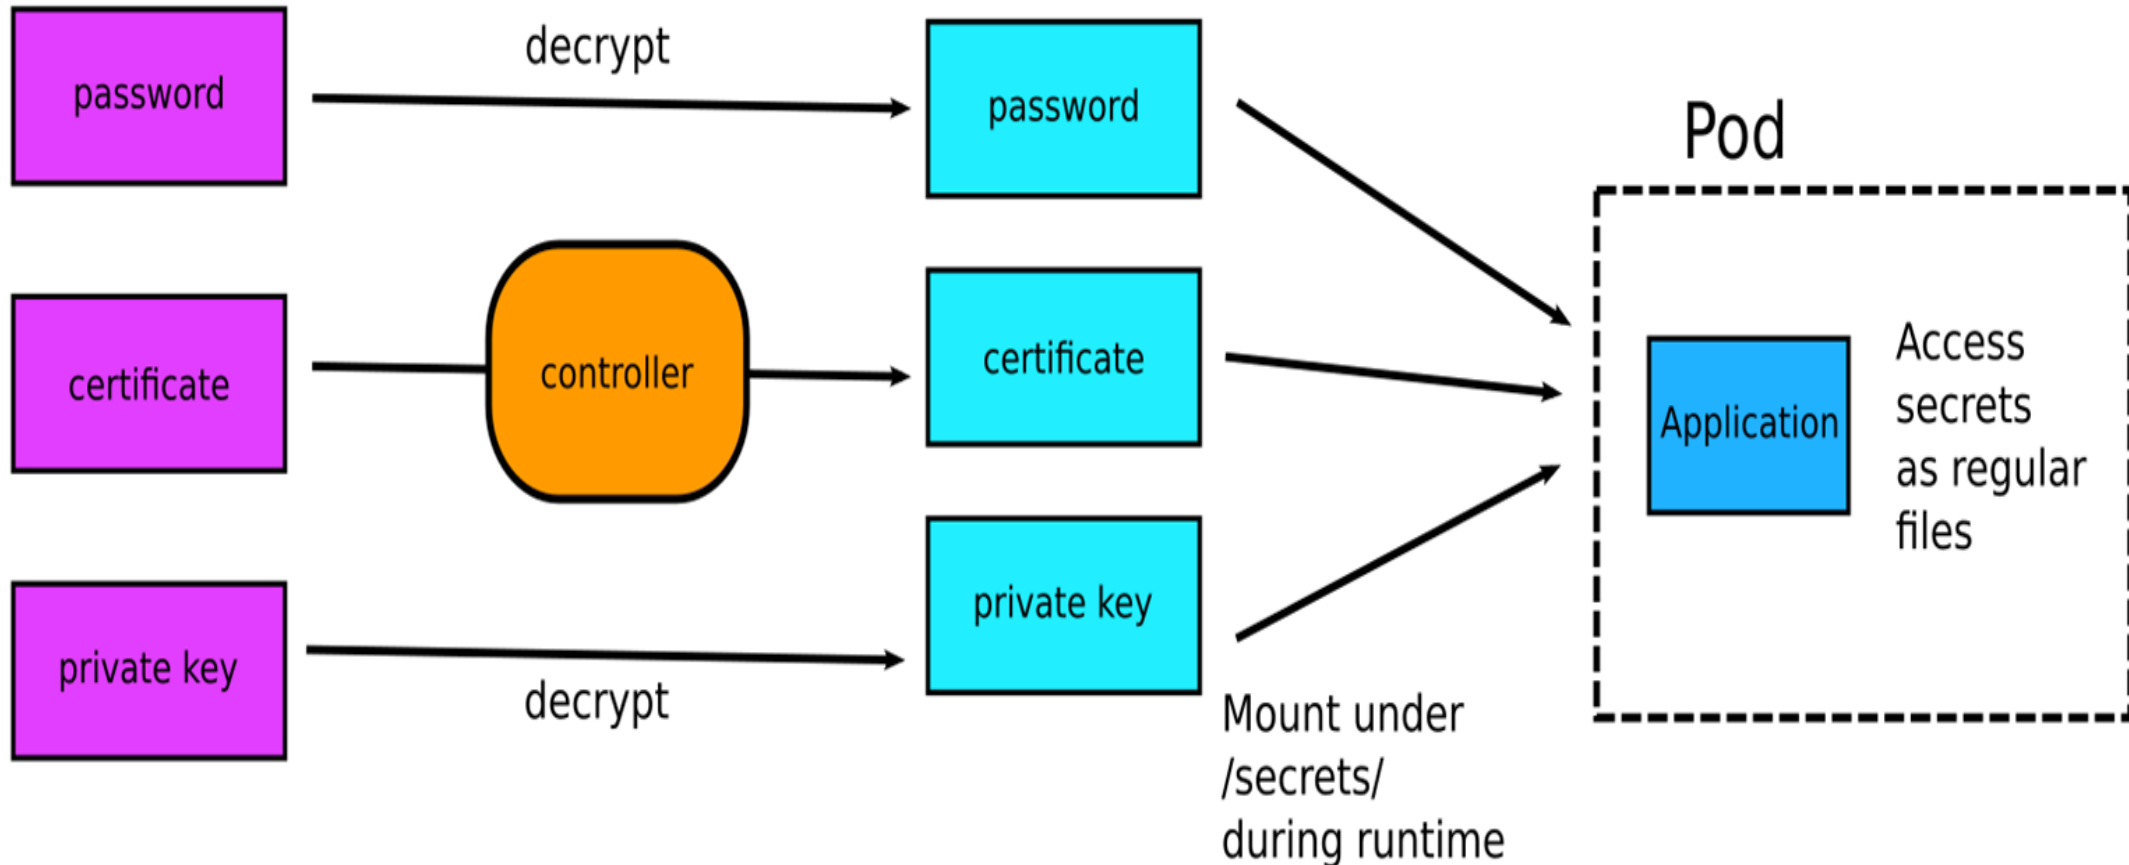 password
decrypt
password
Pod
certificate
controller
certificate
Application
Access
secrets
as regular
files
private key
decrypt
private key
Mount under
/secrets/
during runtime